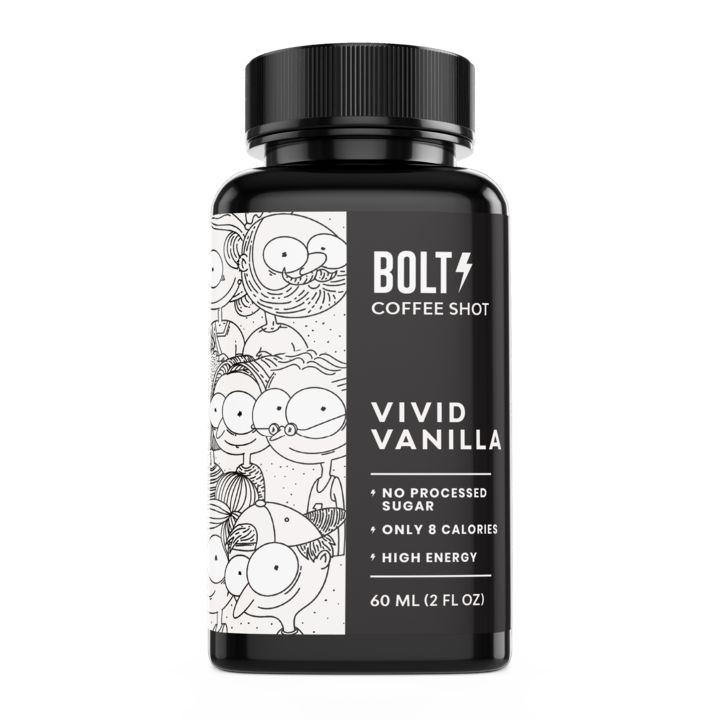 BOLT
COFFEE SHOT
VIVID
VANILLA
NO PROCESSED
SUGAR
ONLY 8 CALORIES
HIGH ENERGY
60 ML (2 FL OZ)